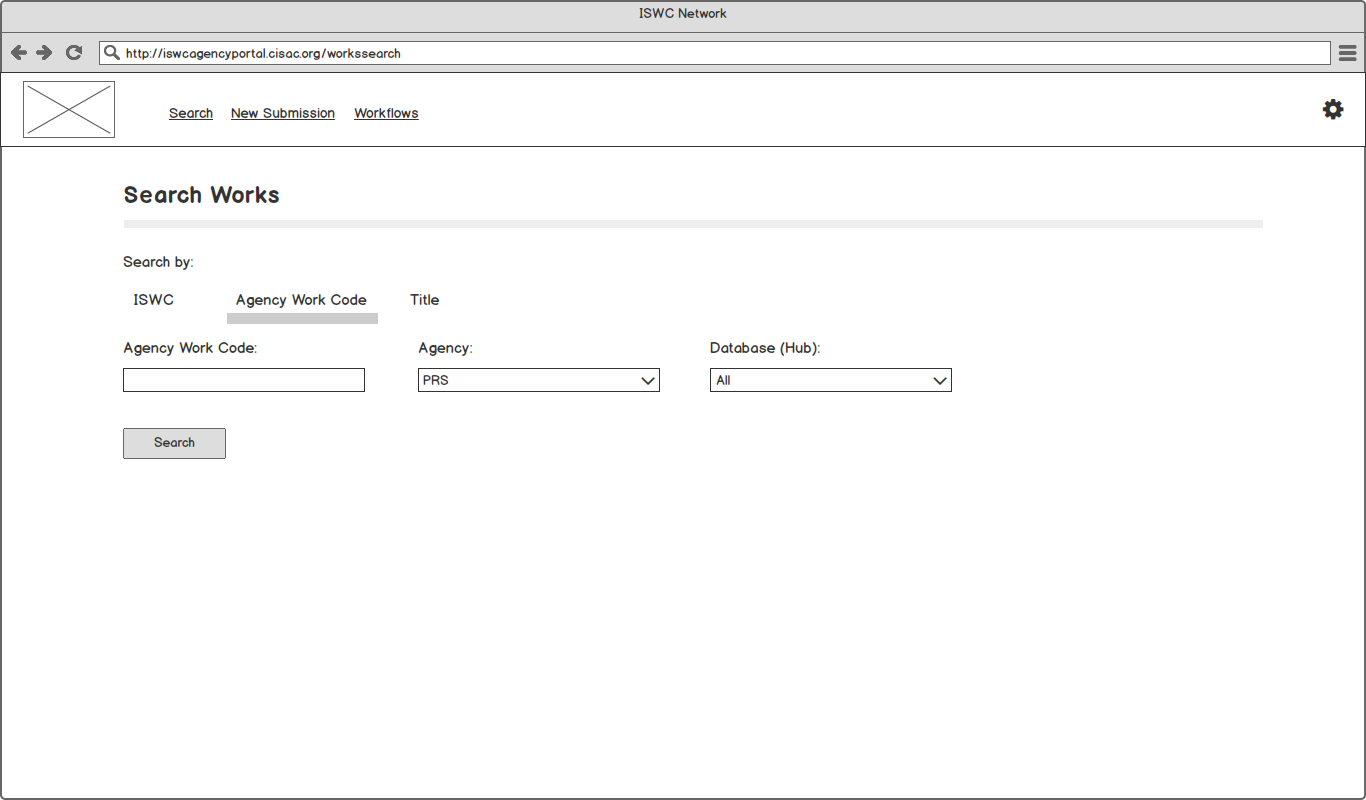 ISWC Network
http://iswcagencyportal.cisac.org/workssearch
Search New Submission Workflows
Search Works
Search by:
ISWC Agency Work Code Title
Agency Work Code: Agency: Database (Hub):
PRS All
Search